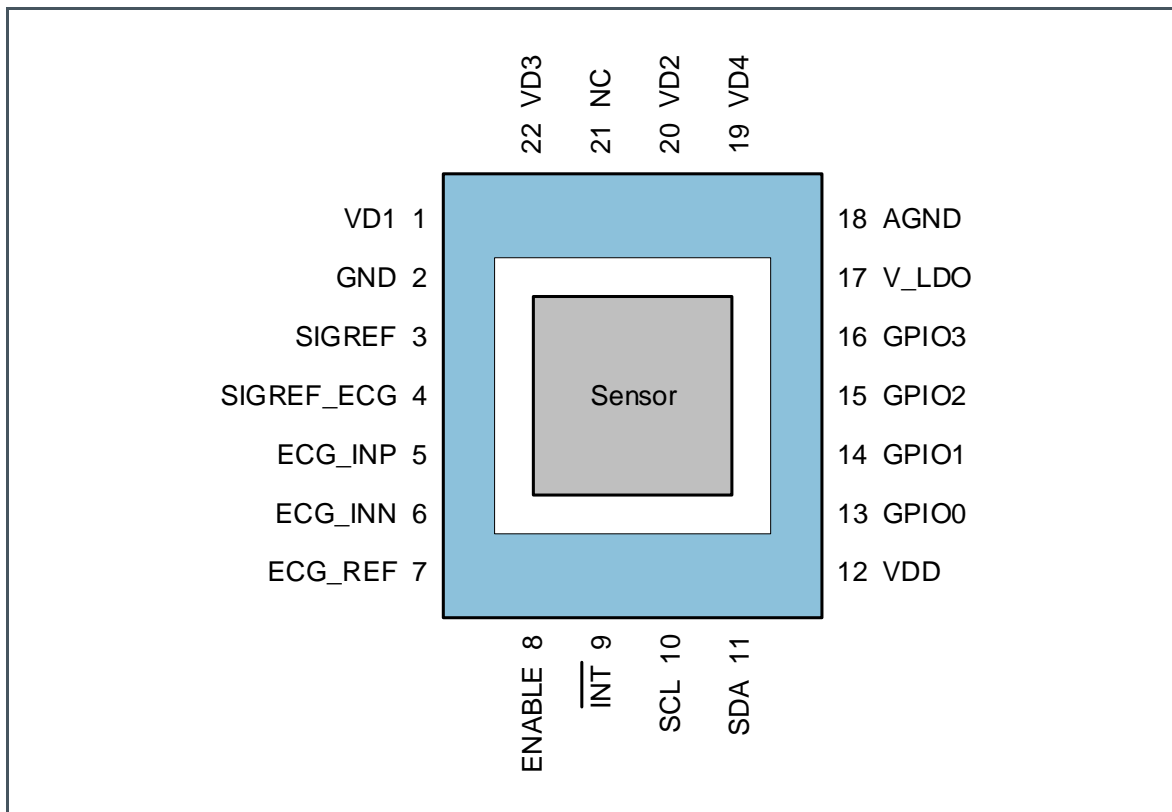 22 VD3
21 NC
20 VD2
19 VD4
VD1 1
GND 2
SIGREF 3
SIGREF_ECG 4
ECG_INP 5
ECG_INN 6
ECG_REF 7
Sensor
18 AGND
17 V_LDO
16 GPIO3
15 GPIO2
14 GPIO1
13 GPIO0
12 VDD
ENABLE 8
INT 9
SCL 10
SDA 11